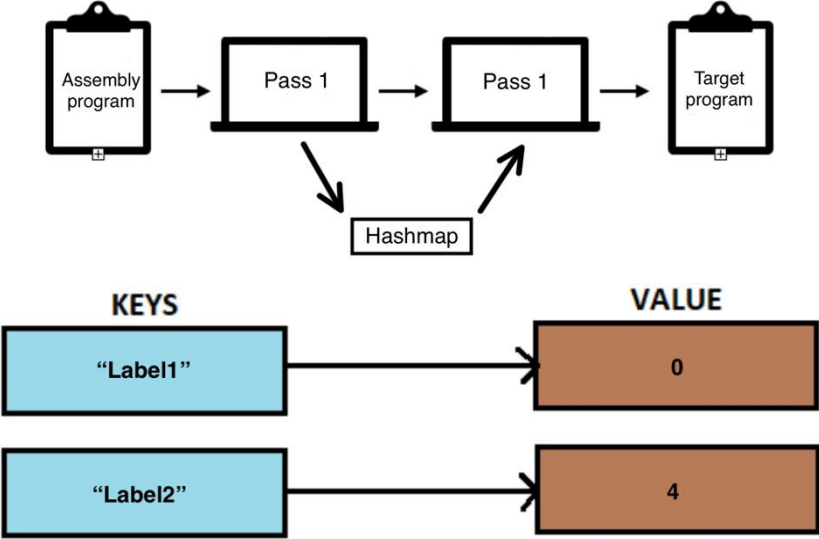 Assembly
program
Pass 1
Pass 1
Target
program
Hashmap
KEYS
VALUE
“Label1”
0
“Label2”
4